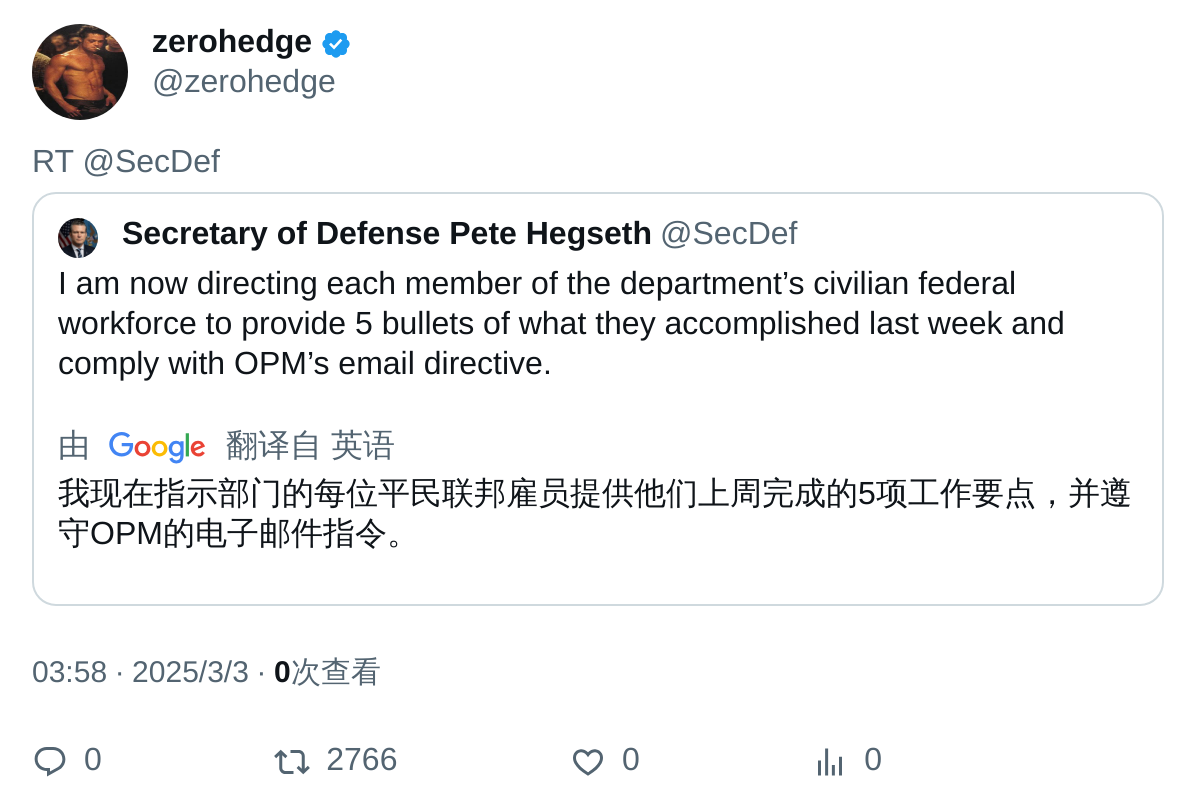 zerohedge
@zerohedge
RT @SecDef
Secretary of Defense Pete Hegseth @SecDef
I am now directing each member of the department’s civilian federal
workforce to provide 5 bullets of what they accomplished last week and
comply with OPM’s email directive.
由 Google 翻译自 英语
我现在指示部门的每位平民联邦雇员提供他们上周完成的5项工作要点，并遵
守OPM的电子邮件指令。
03:58 · 2025/3/3 · 0次查看
0 2766 0 0